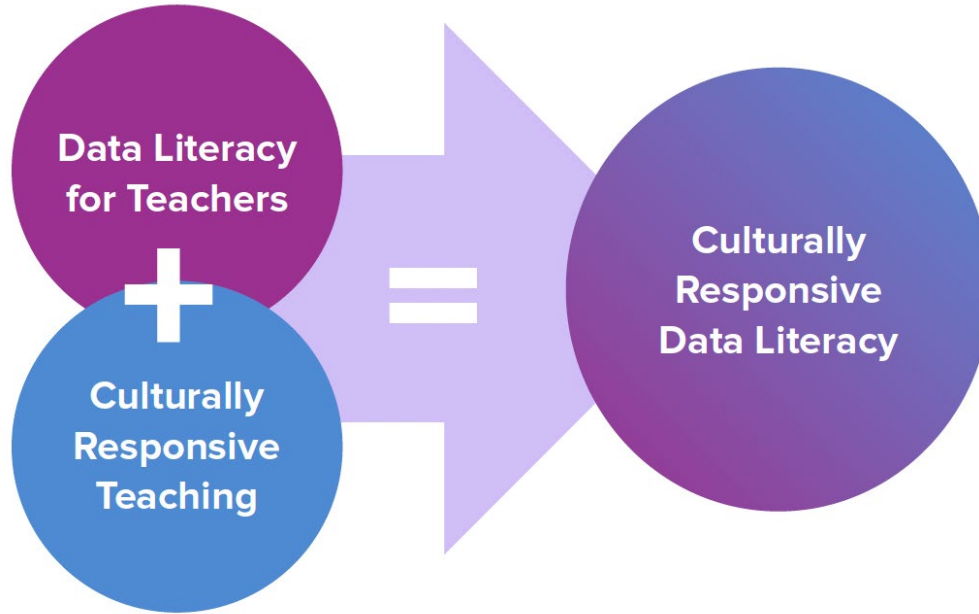 Data Literacy
for Teachers
+
Culturally
Responsive
Teaching
=
Culturally
Responsive
Data Literacy